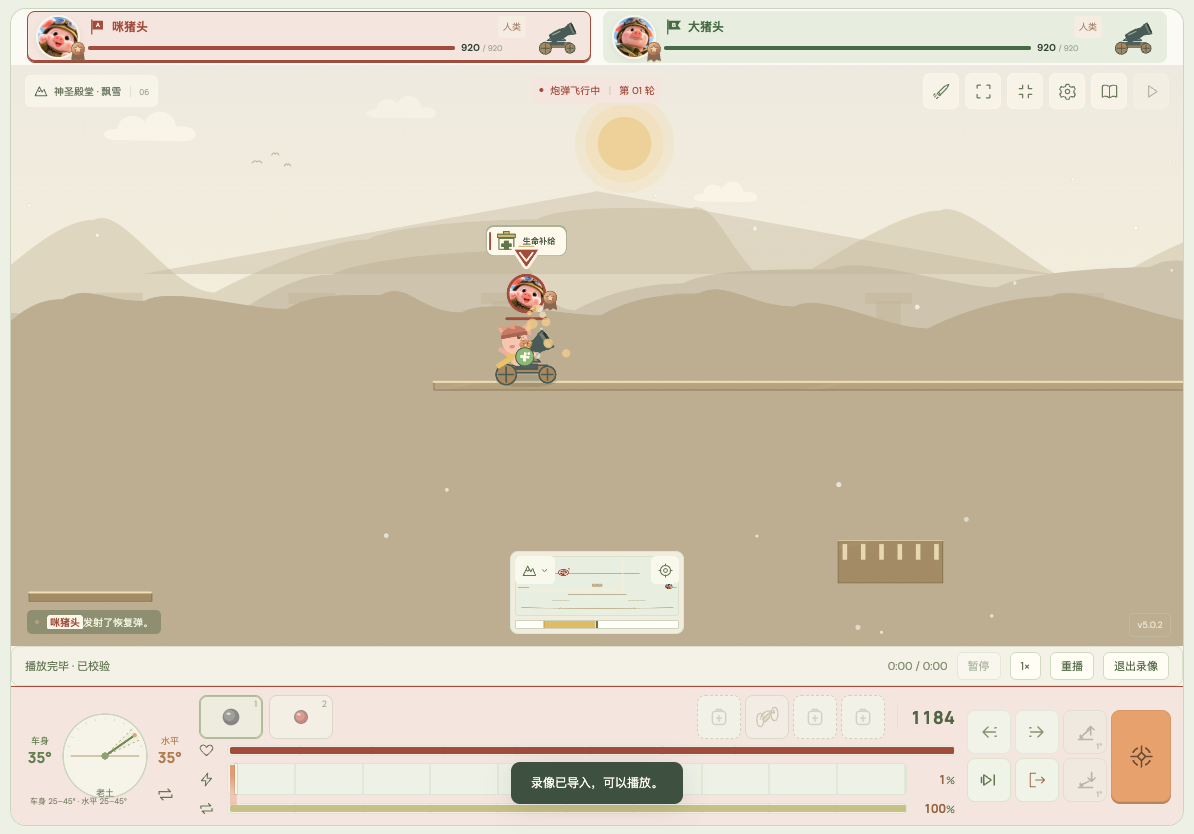 咪猪头
人类
920 / 920
大猪头
人类
920 / 920
神圣殿堂 · 飘雪
06
炮弹飞行中
第 01 轮
生命补给
咪猪头发射了恢复弹。
v5.0.2
播放完毕 · 已校验
0:00 / 0:00
暂停
1×
重播
退出录像
车身
35°
水平
35°
老土
车身 25–45° · 水平 25–45°
1
2
1184
1%
100%
录像已导入，可以播放。
1°
1°